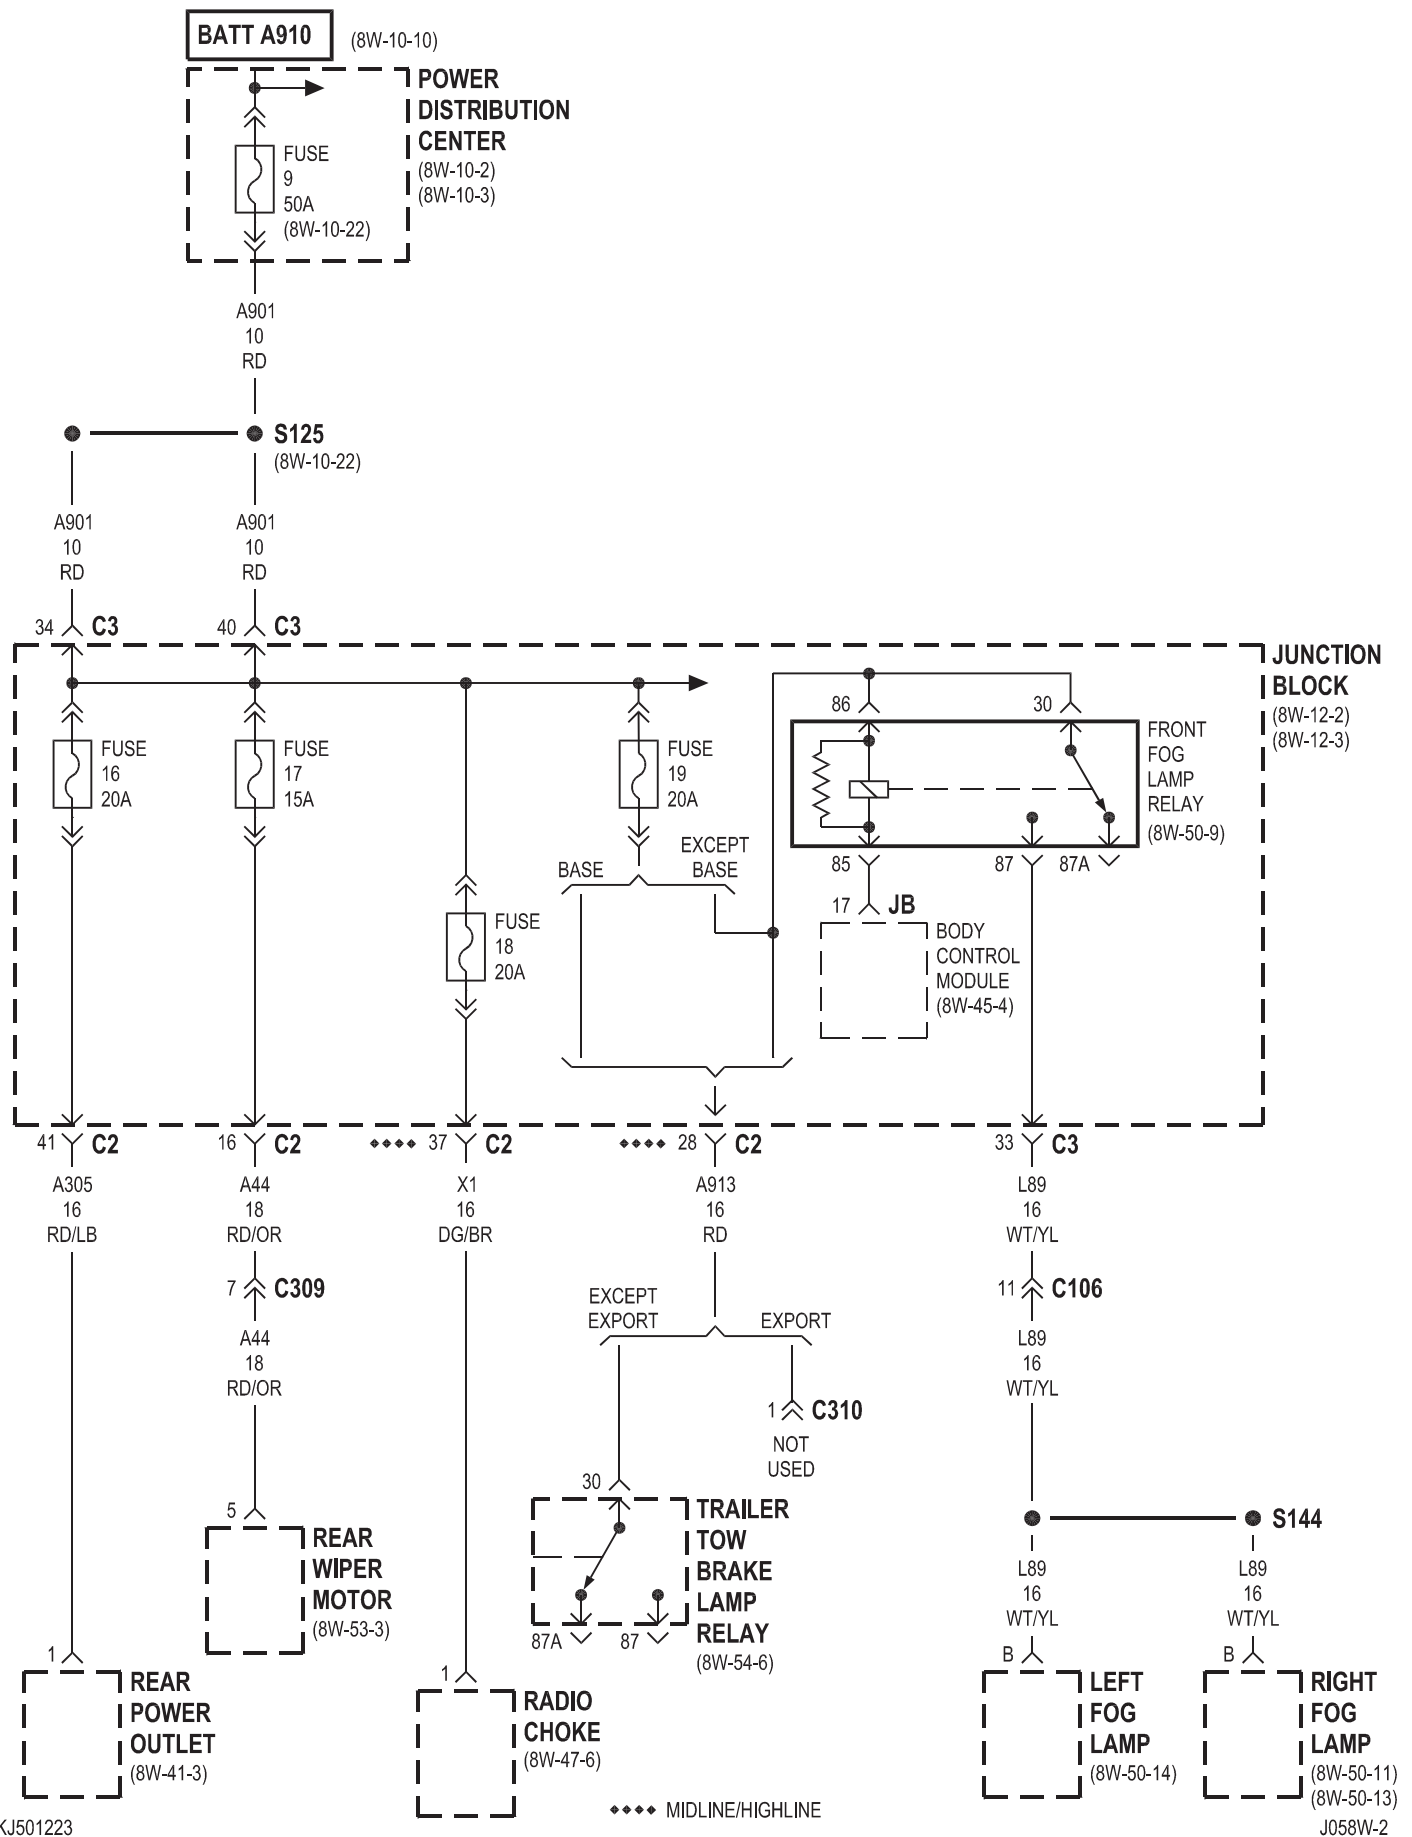 BATT A910
(8W-10-10)
POWER
DISTRIBUTION
CENTER
(8W-10-2)
(8W-10-3)
FUSE
9
50A
(8W-10-22)
A901
10
RD
S125
(8W-10-22)
A901
10
RD
A901
10
RD
34 C3
40 C3
JUNCTION
BLOCK
(8W-12-2)
(8W-12-3)
FUSE
16
20A
FUSE
17
15A
FUSE
18
20A
FUSE
19
20A
BASE
EXCEPT
BASE
86
30
FRONT
FOG
LAMP
RELAY
(8W-50-9)
85
87
87A
17 JB
BODY
CONTROL
MODULE
(8W-45-4)
41 C2
16 C2
37 C2
28 C2
33 C3
A305
16
RD/LB
A44
18
RD/OR
X1
16
DG/BR
A913
16
RD
L89
16
WT/YL
7 C309
A44
18
RD/OR
EXCEPT
EXPORT
EXPORT
1 C310
NOT
USED
11 C106
L89
16
WT/YL
30
TRAILER
TOW
BRAKE
LAMP
RELAY
(8W-54-6)
87A
87
S144
L89
16
WT/YL
L89
16
WT/YL
5
REAR
WIPER
MOTOR
(8W-53-3)
1
REAR
POWER
OUTLET
(8W-41-3)
1
RADIO
CHOKE
(8W-47-6)
B
LEFT
FOG
LAMP
(8W-50-14)
B
RIGHT
FOG
LAMP
(8W-50-11)
(8W-50-13)
MIDLINE/HIGHLINE
KJ501223
J058W-2